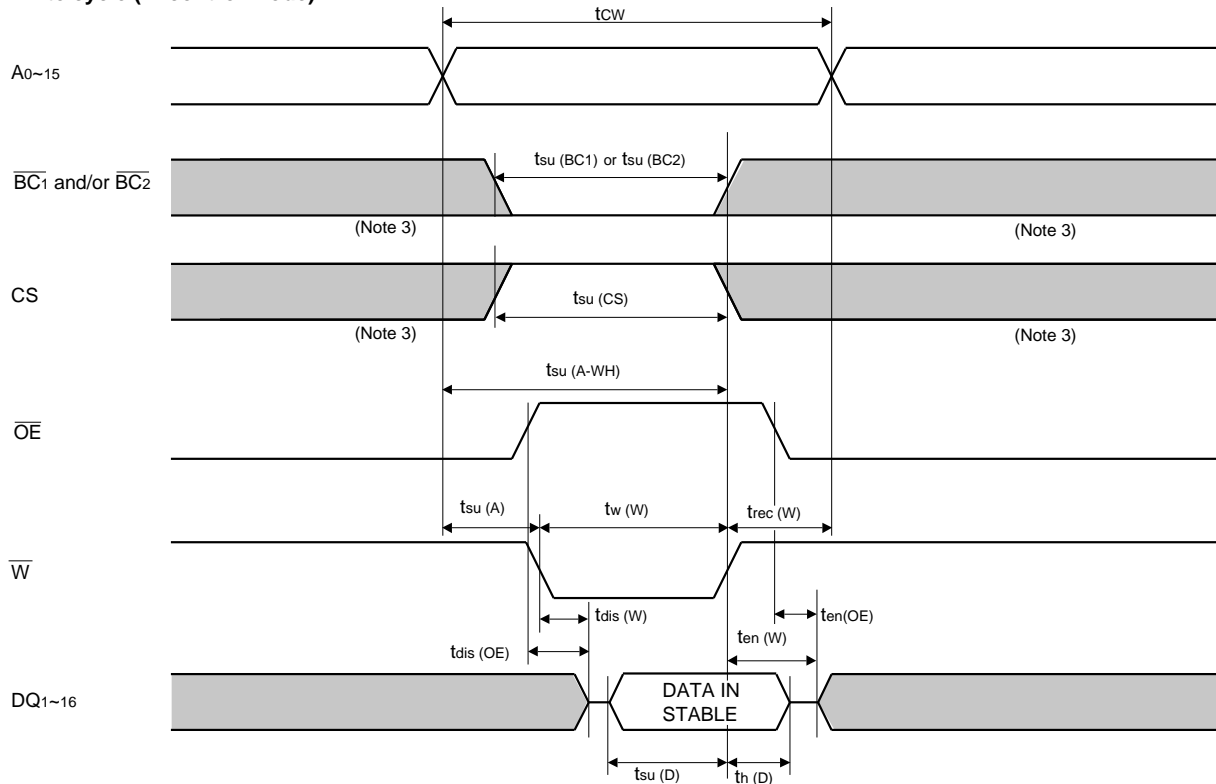 tCW
A0~15
tsu (BC1) or tsu (BC2)
BC1 and/or BC2
(Note 3)
(Note 3)
CS
tsu (CS)
(Note 3)
(Note 3)
tsu (A-WH)
OE
tsu (A)
tw (W)
trec (W)
W
tdis (W)
ten(OE)
tdis (OE)
ten (W)
DQ1~16
DATA IN
STABLE
tsu (D)
th (D)